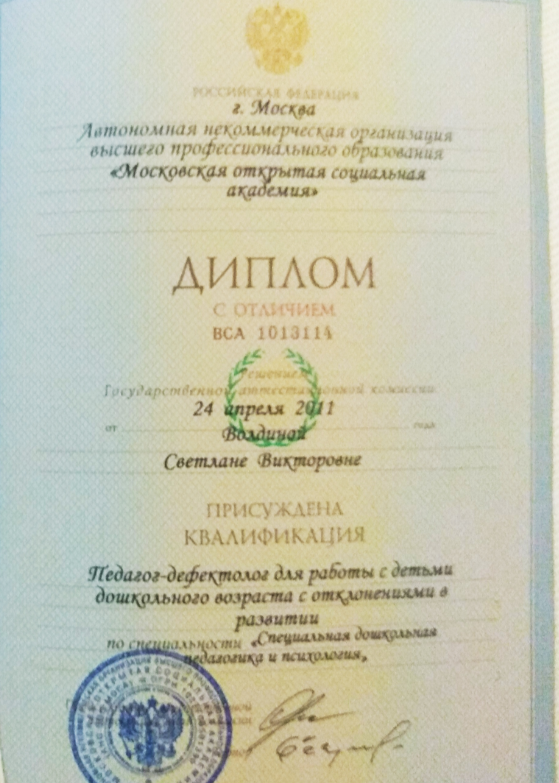 РОССИЙСКАЯ ФЕДЕРАЦИЯ
г. Москва
Автономная некоммерческая организация
высшего профессионального образования
«Московская открытая социальная
академия»
ДИПЛОМ
С ОТЛИЧИЕМ
ВСА 1013114
Решением
Государственной аттестационной комиссии
от 24 апреля 2011 года
Волдиной
Светлане Викторовне
ПРИСУЖДЕНА
КВАЛИФИКАЦИЯ
Педагог-дефектолог для работы с детьми
дошкольного возраста с отклонениями в
развитии
по специальности «Специальная дошкольная
педагогика и психология»